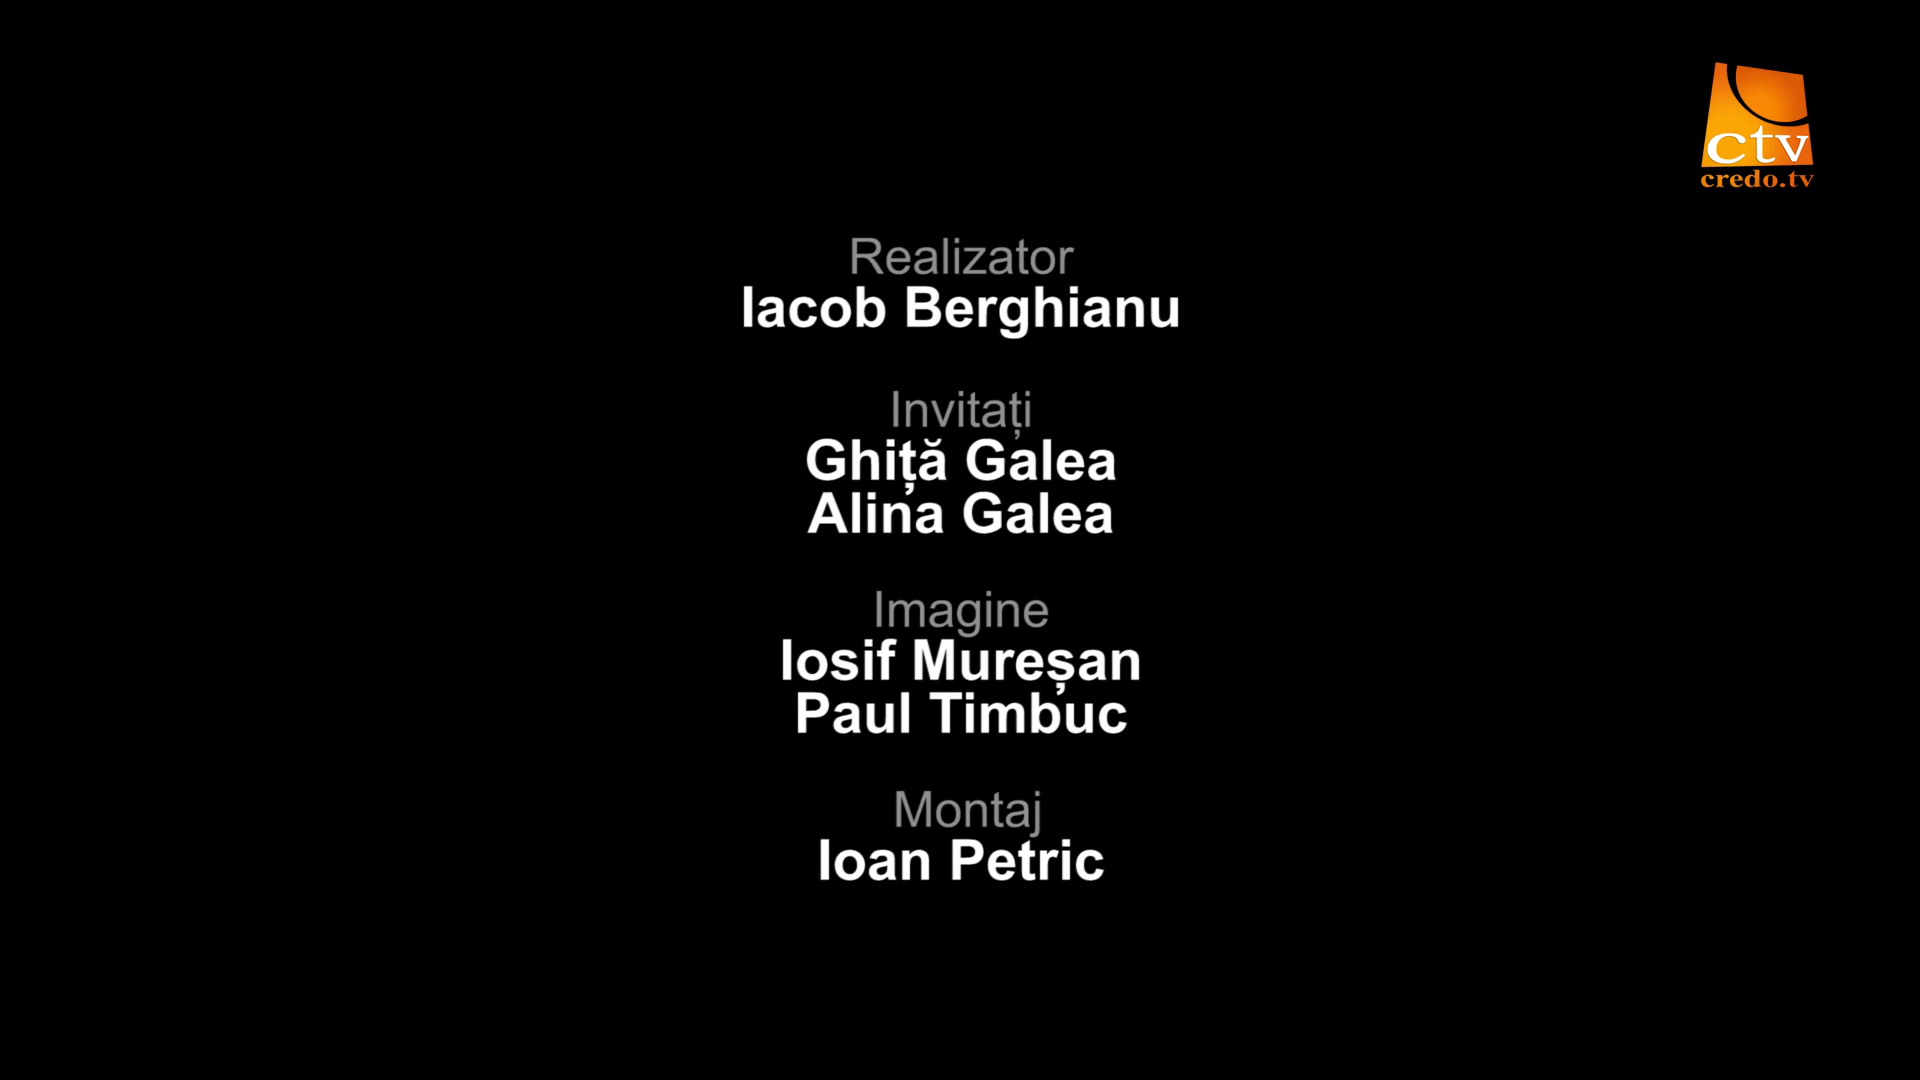 ctv
credo.tv
Realizator
Iacob Berghianu
Invitați
Ghiță Galea
Alina Galea
Imagine
Iosif Mureșan
Paul Timbuc
Montaj
Ioan Petric